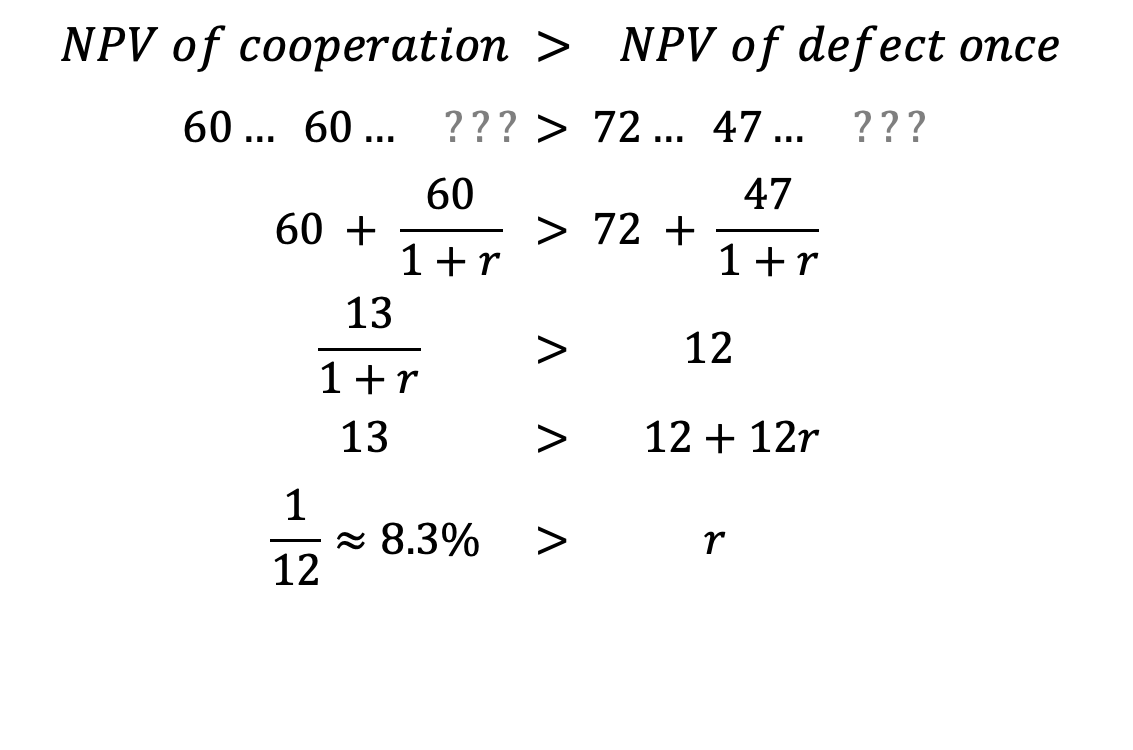 NPV of cooperation > NPV of defect once
60 ... 60 ... ??? > 72 ... 47 ... ???
60 + 60/(1 + r) > 72 + 47/(1 + r)
13/(1 + r) > 12
13 > 12 + 12r
1/12 ≈ 8.3% > r